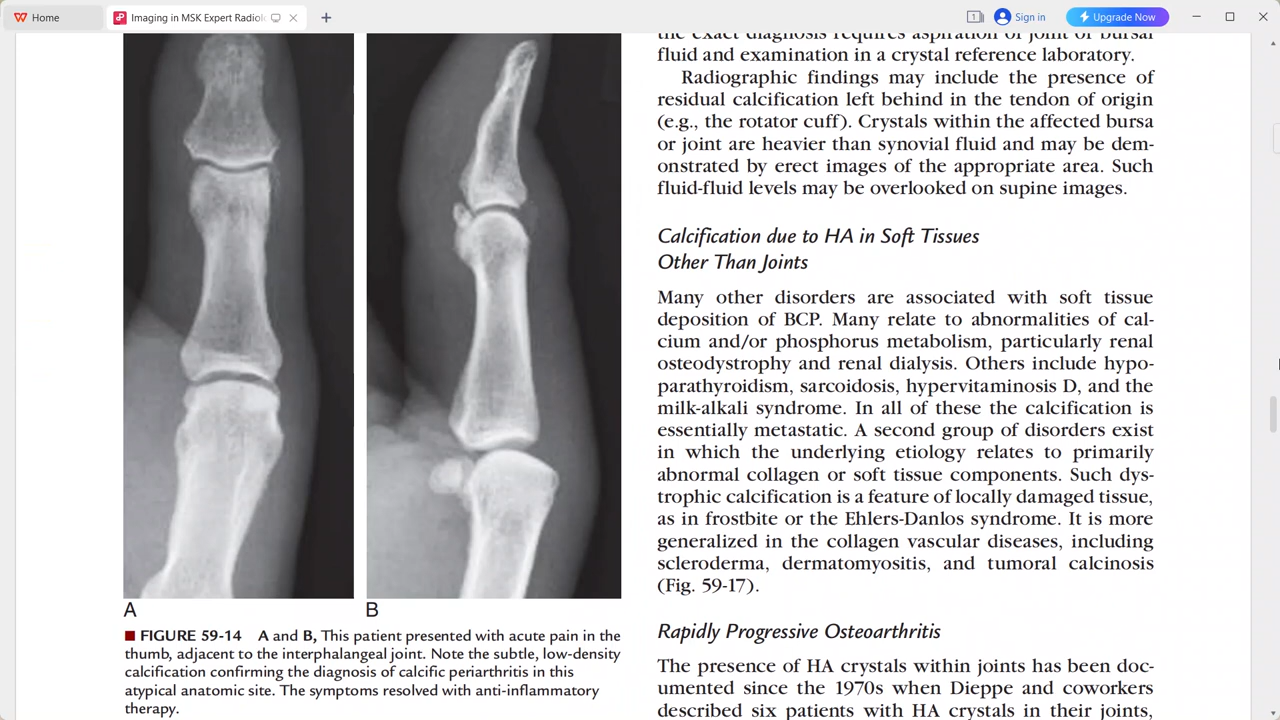 Home
Imaging in MSK Expert Radiol
Sign in
Upgrade Now
the exact diagnosis requires aspiration of joint or bursal
fluid and examination in a crystal reference laboratory.
Radiographic findings may include the presence of
residual calcification left behind in the tendon of origin
(e.g., the rotator cuff). Crystals within the affected bursa
or joint are heavier than synovial fluid and may be dem-
onstrated by erect images of the appropriate area. Such
fluid-fluid levels may be overlooked on supine images.
Calcification due to HA in Soft Tissues
Other Than Joints
Many other disorders are associated with soft tissue
deposition of BCP. Many relate to abnormalities of cal-
cium and/or phosphorus metabolism, particularly renal
osteodystrophy and renal dialysis. Others include hypo-
parathyroidism, sarcoidosis, hypervitaminosis D, and the
milk-alkali syndrome. In all of these the calcification is
essentially metastatic. A second group of disorders exist
in which the underlying etiology relates to primarily
abnormal collagen or soft tissue components. Such dys-
trophic calcification is a feature of locally damaged tissue,
as in frostbite or the Ehlers-Danlos syndrome. It is more
generalized in the collagen vascular diseases, including
scleroderma, dermatomyositis, and tumoral calcinosis
(Fig. 59-17).
Rapidly Progressive Osteoarthritis
The presence of HA crystals within joints has been doc-
umented since the 1970s when Dieppe and coworkers
described six patients with HA crystals in their joints,
A
B
FIGURE 59-14 A and B, This patient presented with acute pain in the
thumb, adjacent to the interphalangeal joint. Note the subtle, low-density
calcification confirming the diagnosis of calcific periarthritis in this
atypical anatomic site. The symptoms resolved with anti-inflammatory
therapy.